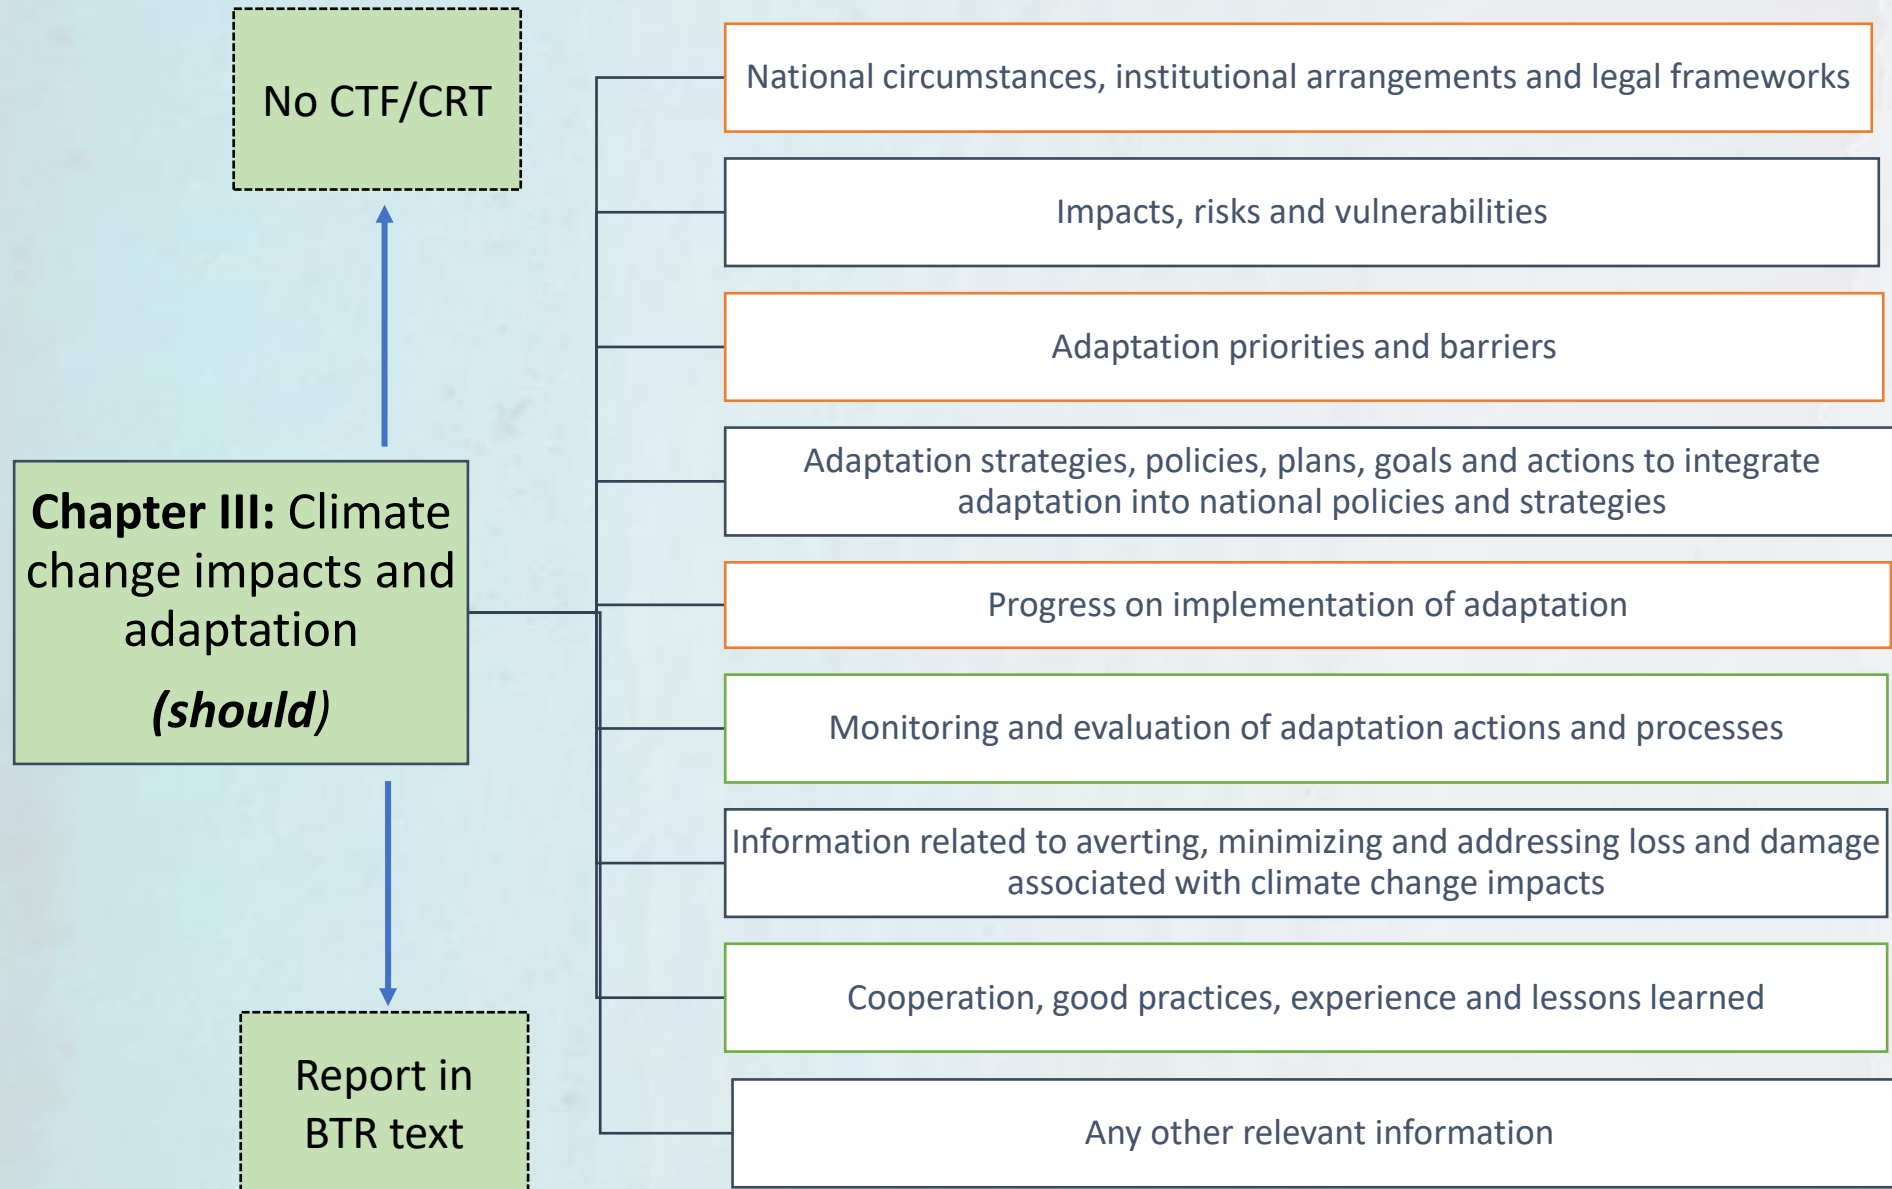 No CTF/CRT
Chapter III: Climate
change impacts and
adaptation
(should)
Report in
BTR text
National circumstances, institutional arrangements and legal frameworks
Impacts, risks and vulnerabilities
Adaptation priorities and barriers
Adaptation strategies, policies, plans, goals and actions to integrate
adaptation into national policies and strategies
Progress on implementation of adaptation
Monitoring and evaluation of adaptation actions and processes
Information related to averting, minimizing and addressing loss and damage
associated with climate change impacts
Cooperation, good practices, experience and lessons learned
Any other relevant information